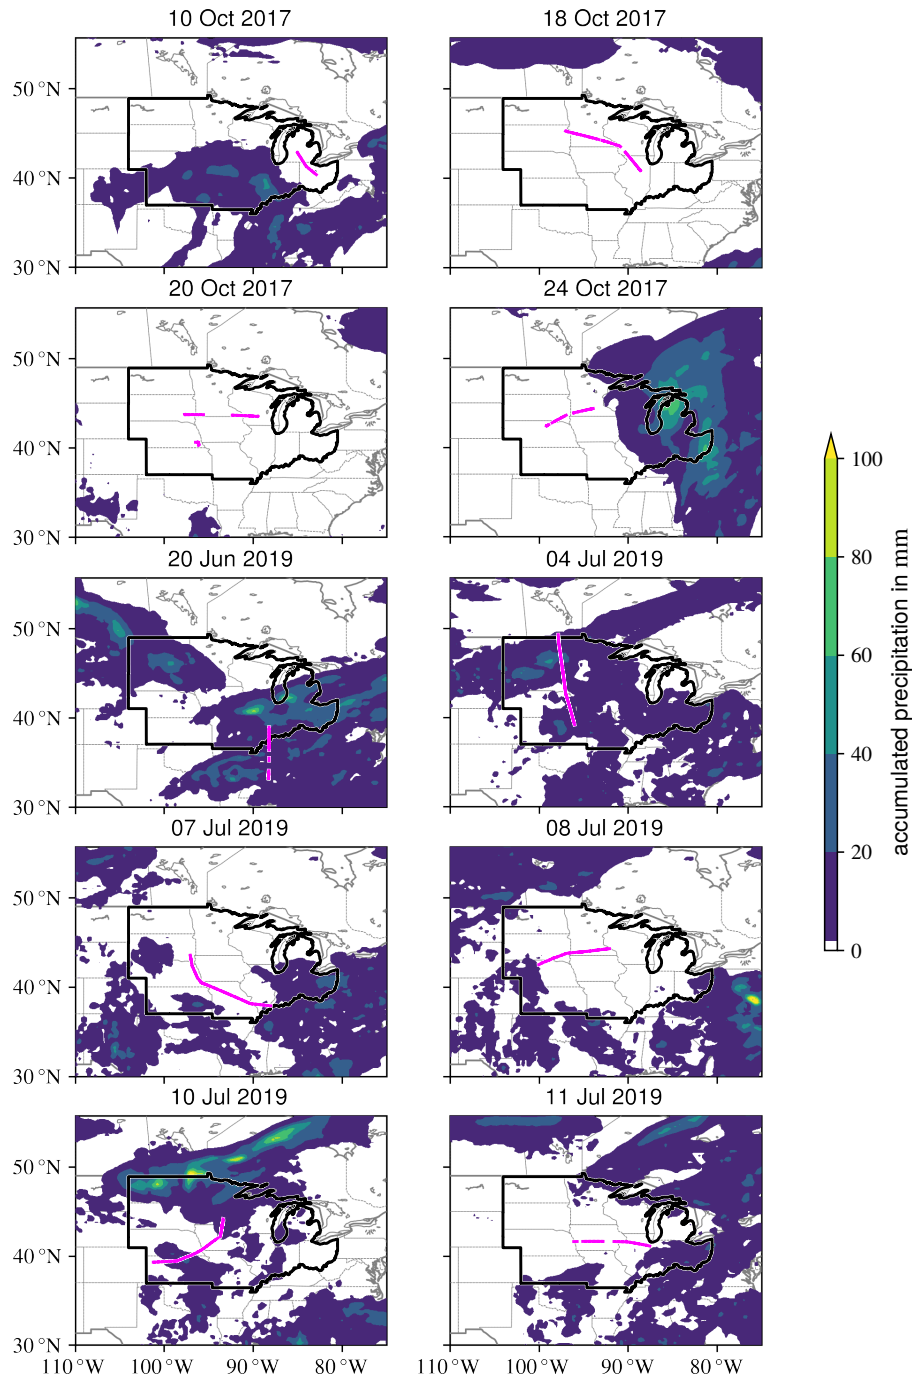 10 Oct 2017
18 Oct 2017
50 °N
40 °N
30 °N
20 Oct 2017
24 Oct 2017
50 °N
40 °N
30 °N
20 Jun 2019
04 Jul 2019
50 °N
40 °N
30 °N
07 Jul 2019
08 Jul 2019
50 °N
40 °N
30 °N
10 Jul 2019
11 Jul 2019
50 °N
40 °N
30 °N
110 °W 100 °W 90 °W 80 °W
110 °W 100 °W 90 °W 80 °W
100
80
60
40
20
0
accumulated precipitation in mm